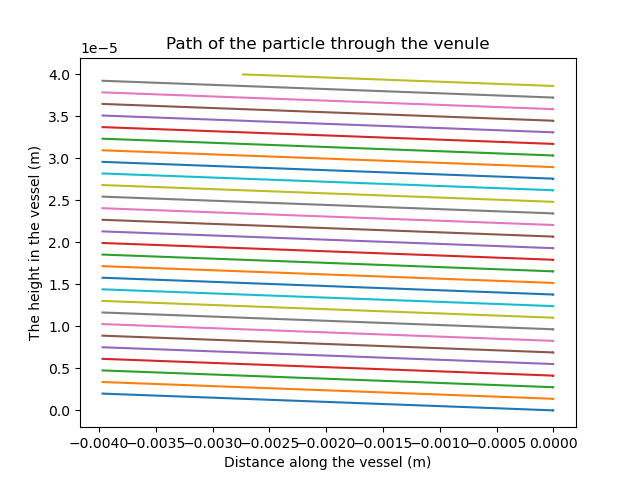 Path of the particle through the venule
1e−5
4.0
3.5
3.0
2.5
2.0
1.5
1.0
0.5
0.0
The height in the vessel (m)
−0.0040 −0.0035 −0.0030 −0.0025 −0.0020 −0.0015 −0.0010 −0.0005 0.0000
Distance along the vessel (m)